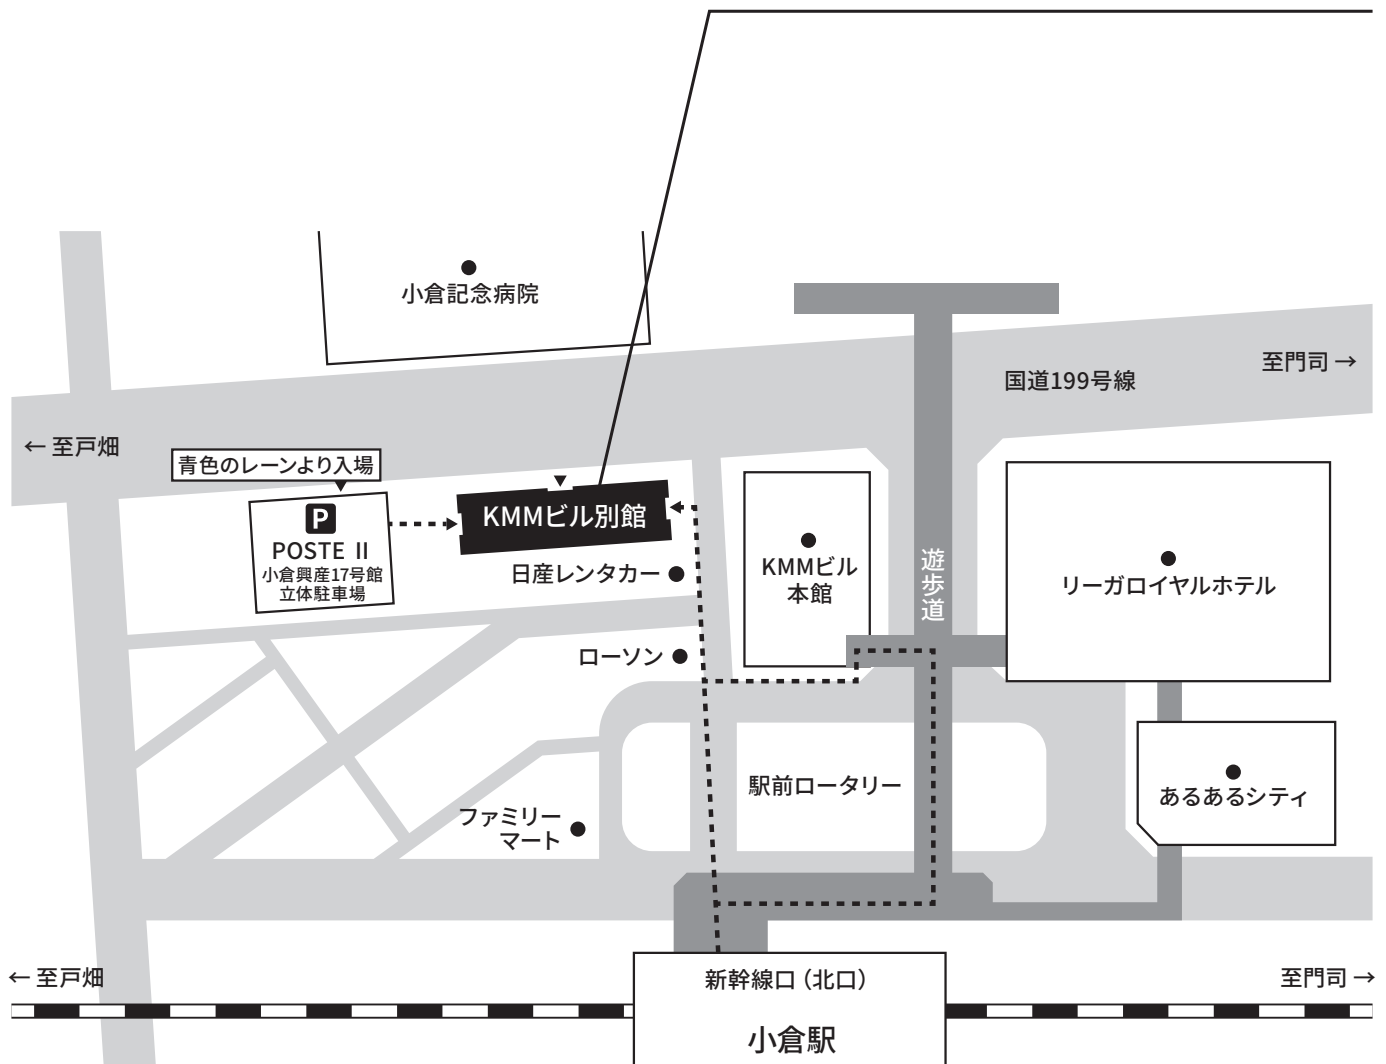 小倉記念病院
至門司 →
国道199号線
← 至戸畑
青色のレーンより入場
P
POSTE II
小倉興産17号館
立体駐車場
KMMビル別館
日産レンタカー
KMMビル
本館
遊歩道
リーガロイヤルホテル
ローソン
駅前ロータリー
あるあるシティ
ファミリー
マート
← 至戸畑
新幹線口（北口）
至門司 →
小倉駅